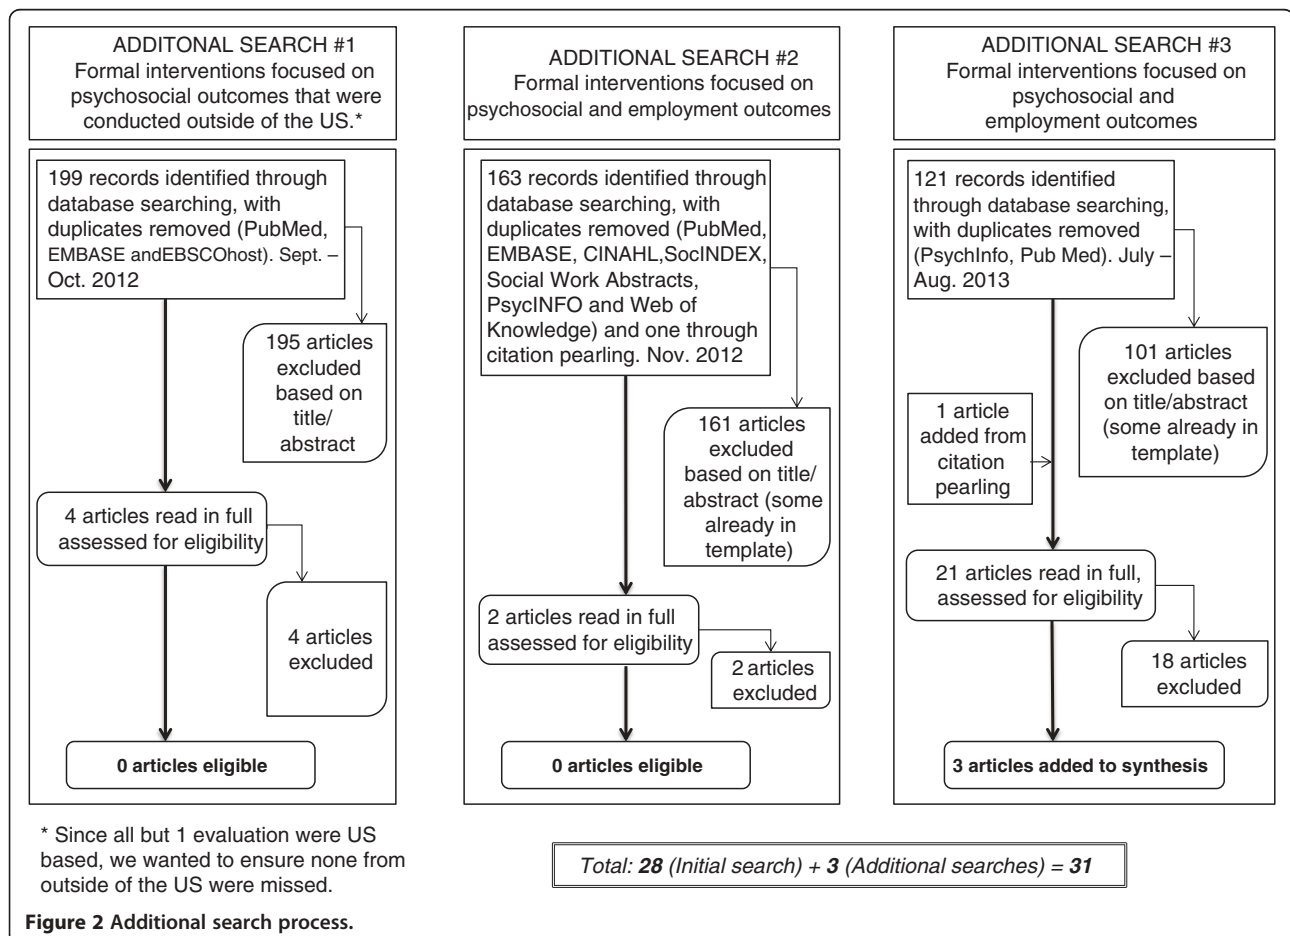 ADDITONAL SEARCH #1
Formal interventions focused on
psychosocial outcomes that were
conducted outside of the US.*
199 records identified through
database searching, with
duplicates removed (PubMed,
EMBASE andEBSCOhost). Sept. –
Oct. 2012
195 articles
excluded
based on
title/
abstract
4 articles read in full
assessed for eligibility
4 articles
excluded
0 articles eligible
* Since all but 1 evaluation were US
based, we wanted to ensure none from
outside of the US were missed.
ADDITIONAL SEARCH #2
Formal interventions focused on
psychosocial and employment outcomes
163 records identified through
database searching, with
duplicates removed (PubMed,
EMBASE, CINAHL,SocINDEX,
Social Work Abstracts,
PsycINFO and Web of
Knowledge) and one through
citation pearling. Nov. 2012
161 articles
excluded
based on title/
abstract (some
already in
template)
2 articles read in full
assessed for eligibility
2 articles
excluded
0 articles eligible
ADDITIONAL SEARCH #3
Formal interventions focused on
psychosocial and
employment outcomes
121 records identified
through database searching,
with duplicates removed
(PsychInfo, Pub Med). July –
Aug. 2013
101 articles
excluded based
on title/abstract
(some already in
template)
1 article
added from
citation
pearling
21 articles read in full,
assessed for eligibility
18 articles
excluded
3 articles added to synthesis
Total: 28 (Initial search) + 3 (Additional searches) = 31
Figure 2 Additional search process.